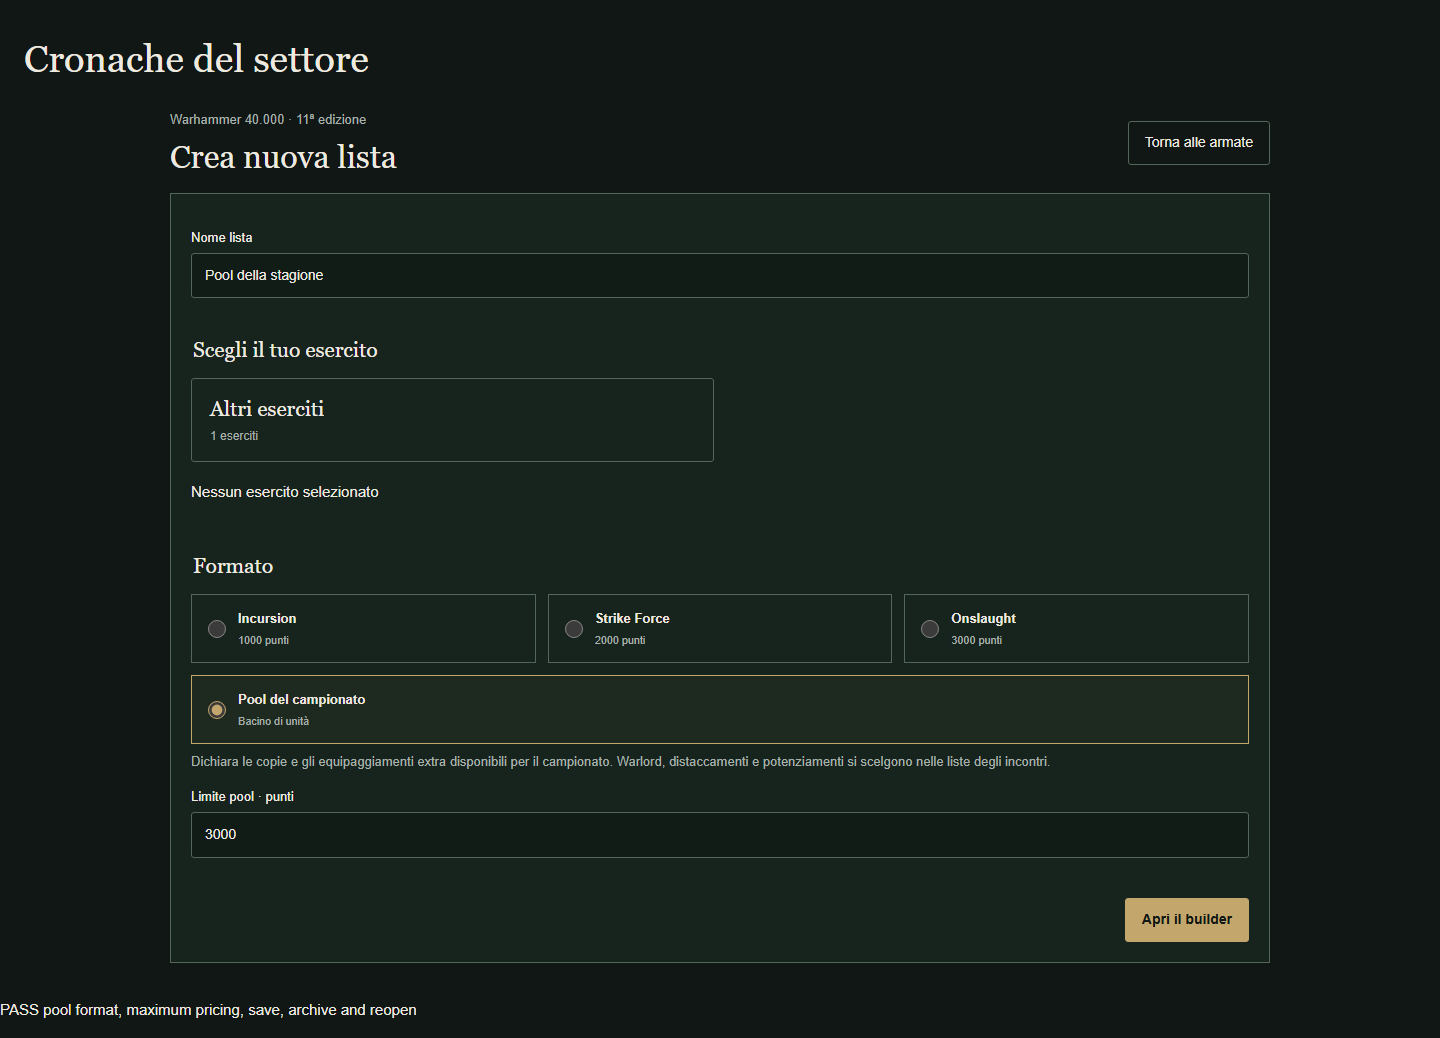 Cronache del settore
Warhammer 40.000 · 11ª edizione
Crea nuova lista
Torna alle armate
Nome lista
Pool della stagione
Scegli il tuo esercito
Altri eserciti
1 eserciti
Nessun esercito selezionato
Formato
Incursion
1000 punti
Strike Force
2000 punti
Onslaught
3000 punti
Pool del campionato
Bacino di unità
Dichiara le copie e gli equipaggiamenti extra disponibili per il campionato. Warlord, distaccamenti e potenziamenti si scelgono nelle liste degli incontri.
Limite pool · punti
3000
Apri il builder
PASS pool format, maximum pricing, save, archive and reopen